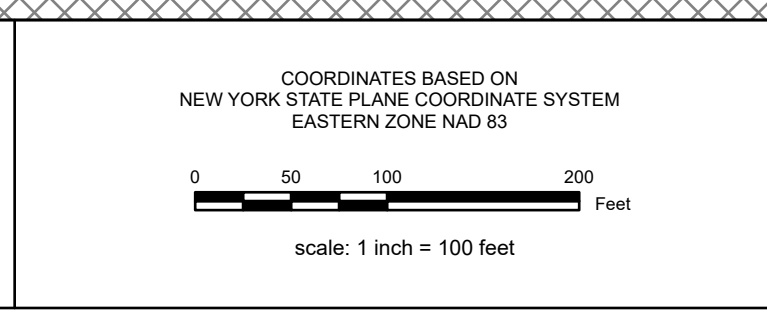 COORDINATES BASED ON
NEW YORK STATE PLANE COORDINATE SYSTEM
EASTERN ZONE NAD 83
0 50 100 200
Feet
scale: 1 inch = 100 feet